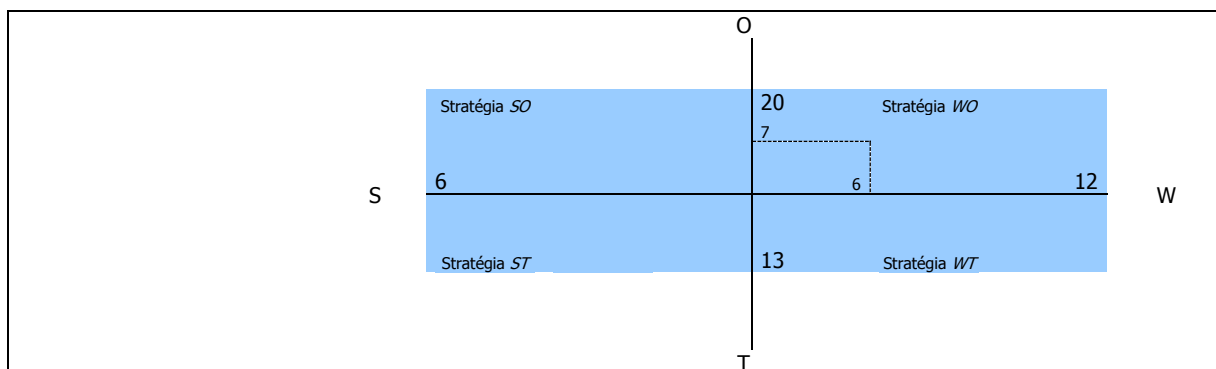 O
Stratégia SO
20
Stratégia WO
7
S
6
6
12
W
Stratégia ST
13
Stratégia WT
T